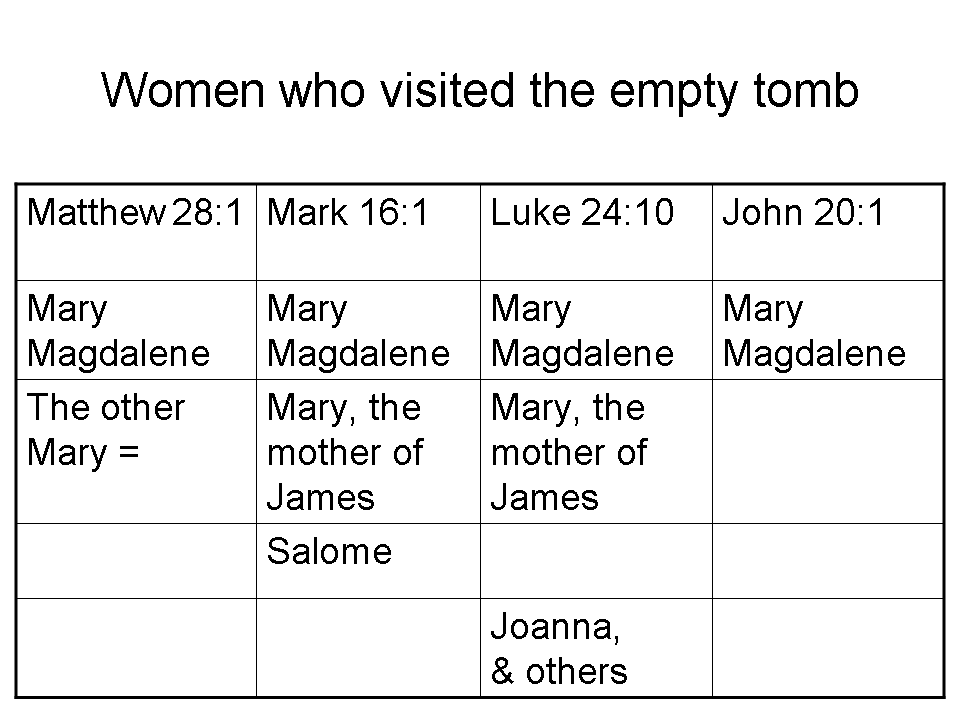 Women who visited the empty tomb
Matthew 28:1 Mark 16:1 Luke 24:10 John 20:1
Mary Mary Mary Mary
Magdalene Magdalene Magdalene Magdalene
The other Mary, the Mary, the
Mary = mother of mother of
James James
Salome
Joanna,
& others